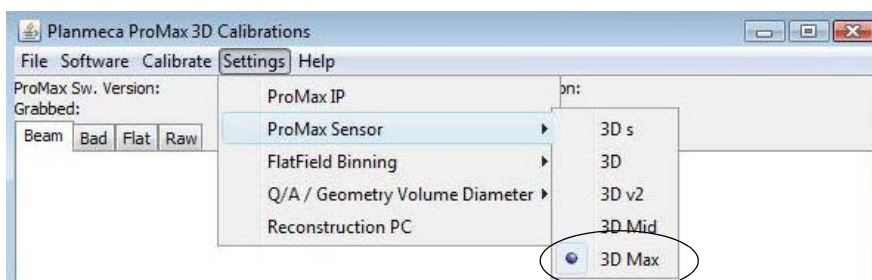 Planmeca ProMax 3D Calibrations
File Software Calibrate Settings Help
ProMax Sw. Version:
on:
Grabbed:
Beam Bad Flat Raw
ProMax IP
ProMax Sensor
FlatField Binning
Q/A / Geometry Volume Diameter
Reconstruction PC
3D s
3D
3D v2
3D Mid
3D Max